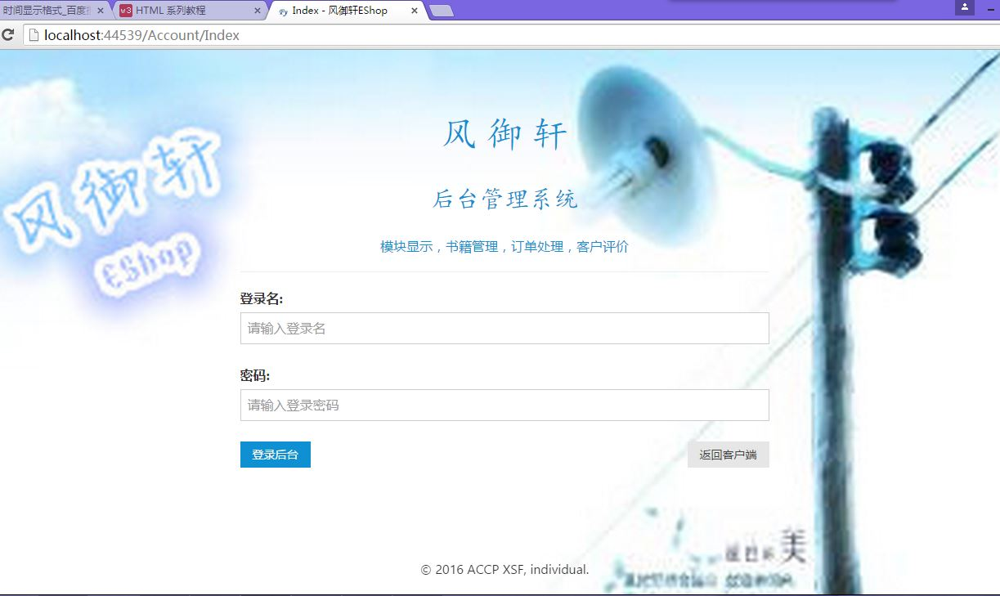 时间显示格式_百度
HTML 系列教程
Index - 风御轩EShop
localhost:44539/Account/Index
风御轩
EShop
风 御 轩
后台管理系统
模块显示，书籍管理，订单处理，客户评价
登录名:
请输入登录名
密码:
请输入登录密码
登录后台
返回客户端
美
© 2016 ACCP XSF, individual.